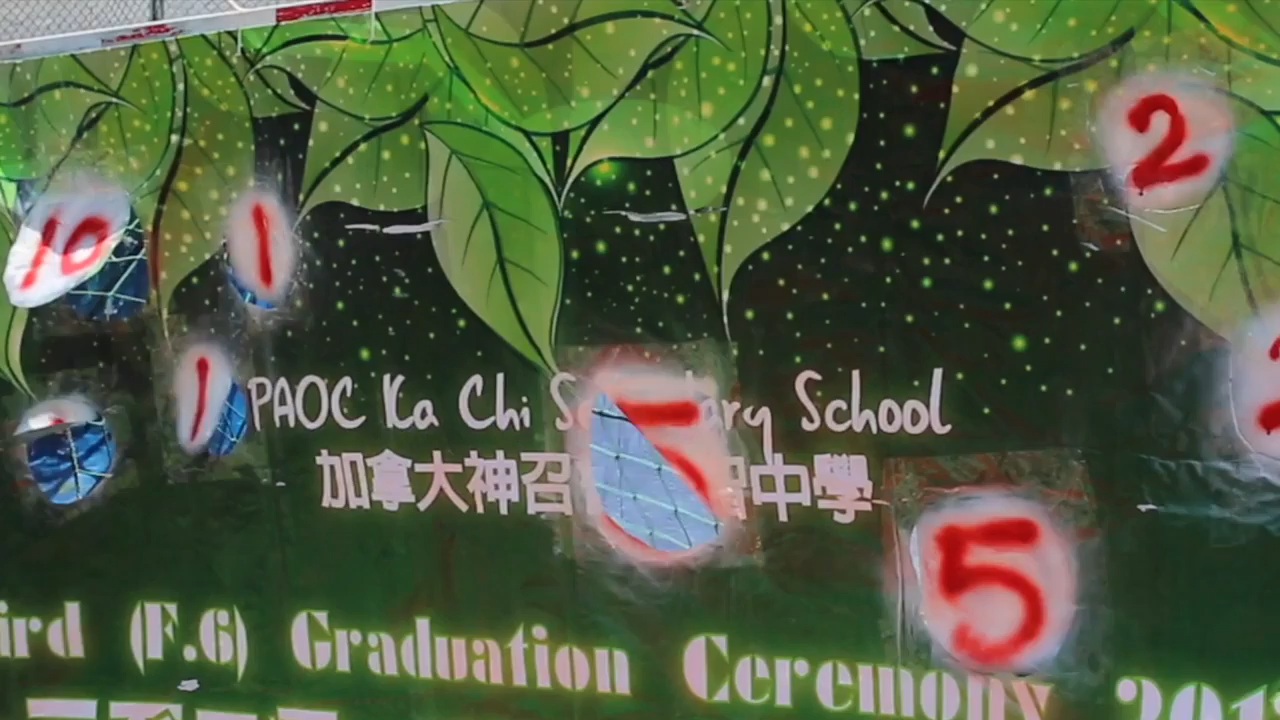 2
10 1
1
PAOC Ka Chi School
加拿大神召 中學
5
5
(F.6) Graduation Ceremony